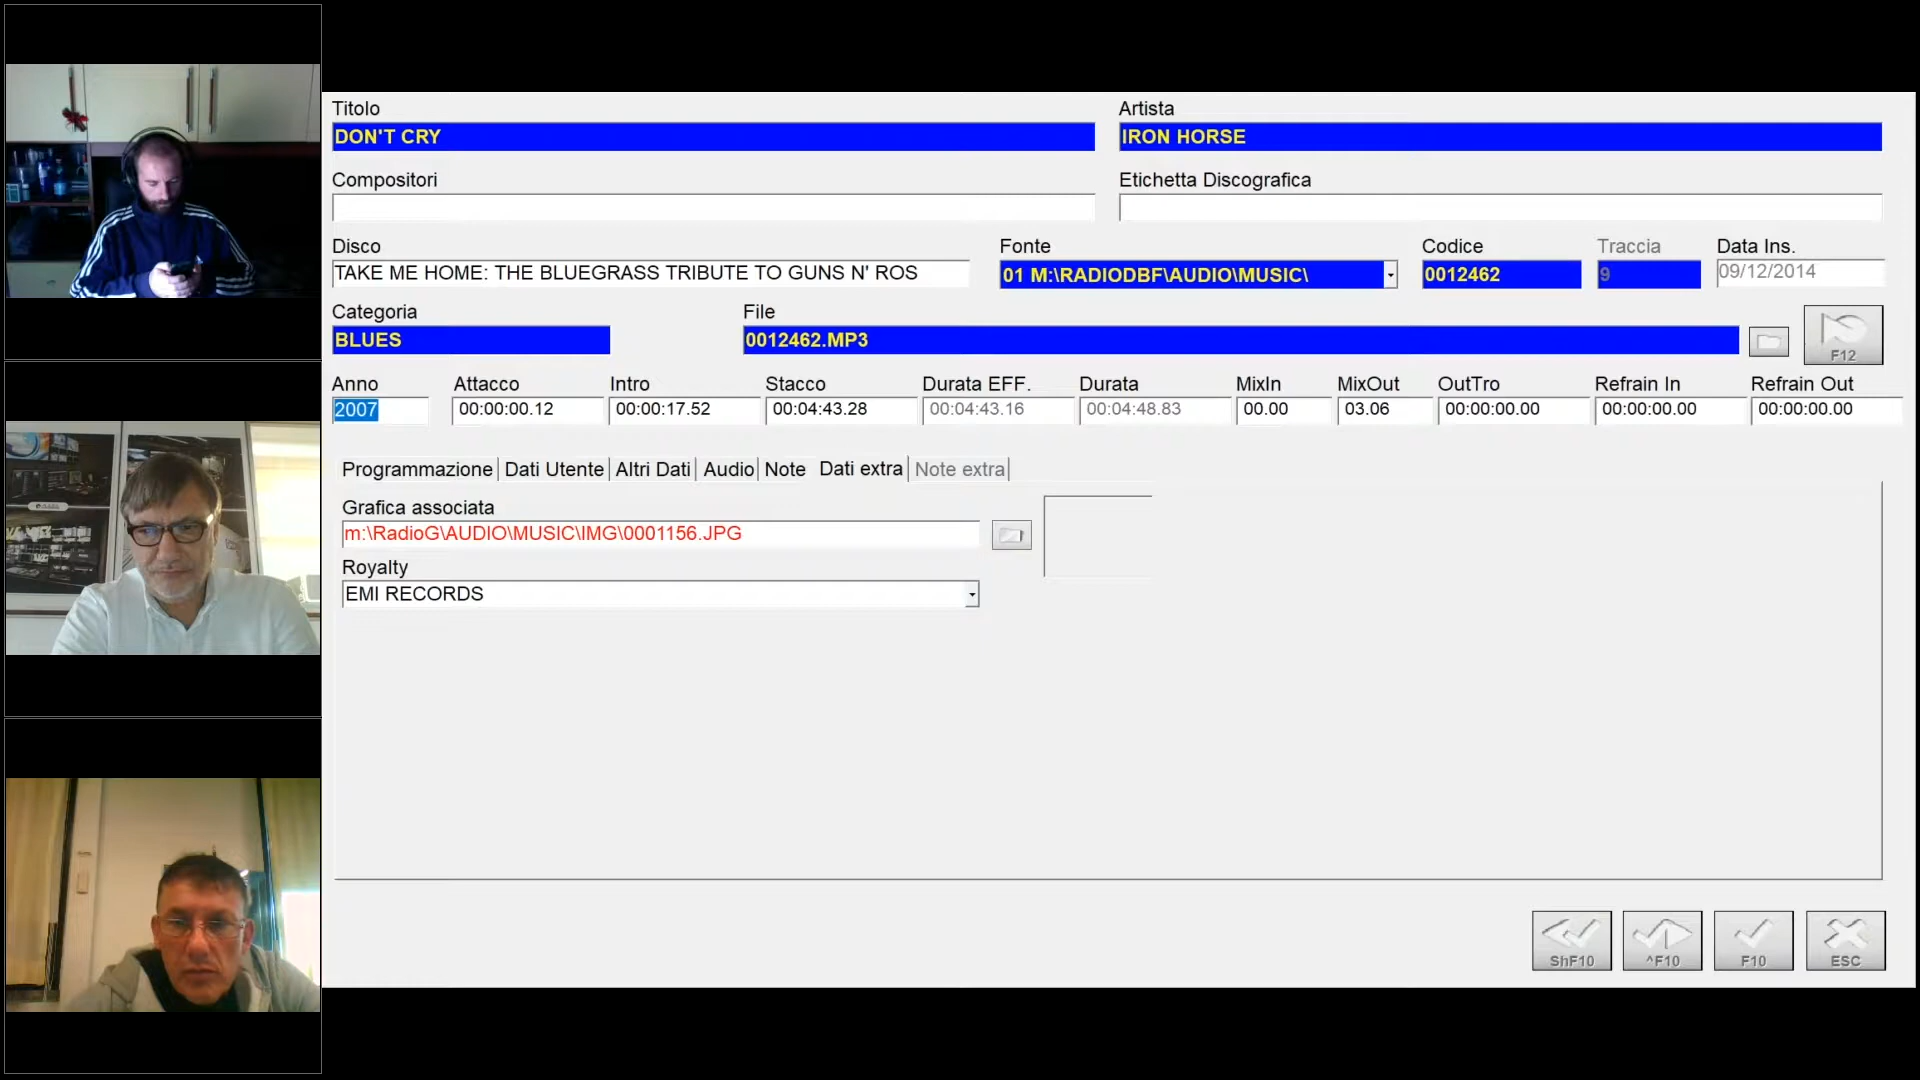 Titolo
DON'T CRY
Artista
IRON HORSE
Compositori
Etichetta Discografica
Disco
TAKE ME HOME: THE BLUEGRASS TRIBUTE TO GUNS N' ROS
Fonte
01 M:\RADIODBF\AUDIO\MUSIC\
Codice
0012462
Traccia
9
Data Ins.
09/12/2014
Categoria
BLUES
File
0012462.MP3
F12
Anno
2007
Attacco
00:00:00.12
Intro
00:00:17.52
Stacco
00:04:43.28
Durata EFF.
00:04:43.16
Durata
00:04:48.83
MixIn
00.00
MixOut
03.06
OutTro
00:00:00.00
Refrain In
00:00:00.00
Refrain Out
00:00:00.00
Programmazione
Dati Utente
Altri Dati
Audio
Note
Dati extra
Note extra
Grafica associata
m:\RadioG\AUDIO\MUSIC\IMG\0001156.JPG
Royalty
EMI RECORDS
ShF10
^F10
F10
ESC